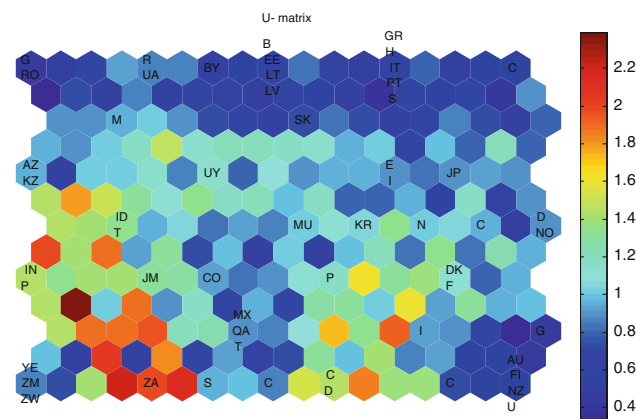 U- matrix
B
GR
H
G
R
EE
IT
C
RO
UA
BY
LT
PT
LV
S
M
SK
AZ
E
KZ
UY
I
JP
ID
D
T
MU
KR
N
C
NO
IN
DK
P
JM
CO
P
F
MX
QA
I
G
T
YE
AU
ZM
ZA
S
C
C
D
C
FI
ZW
NZ
U
2.2
2
1.8
1.6
1.4
1.2
1
0.8
0.6
0.4